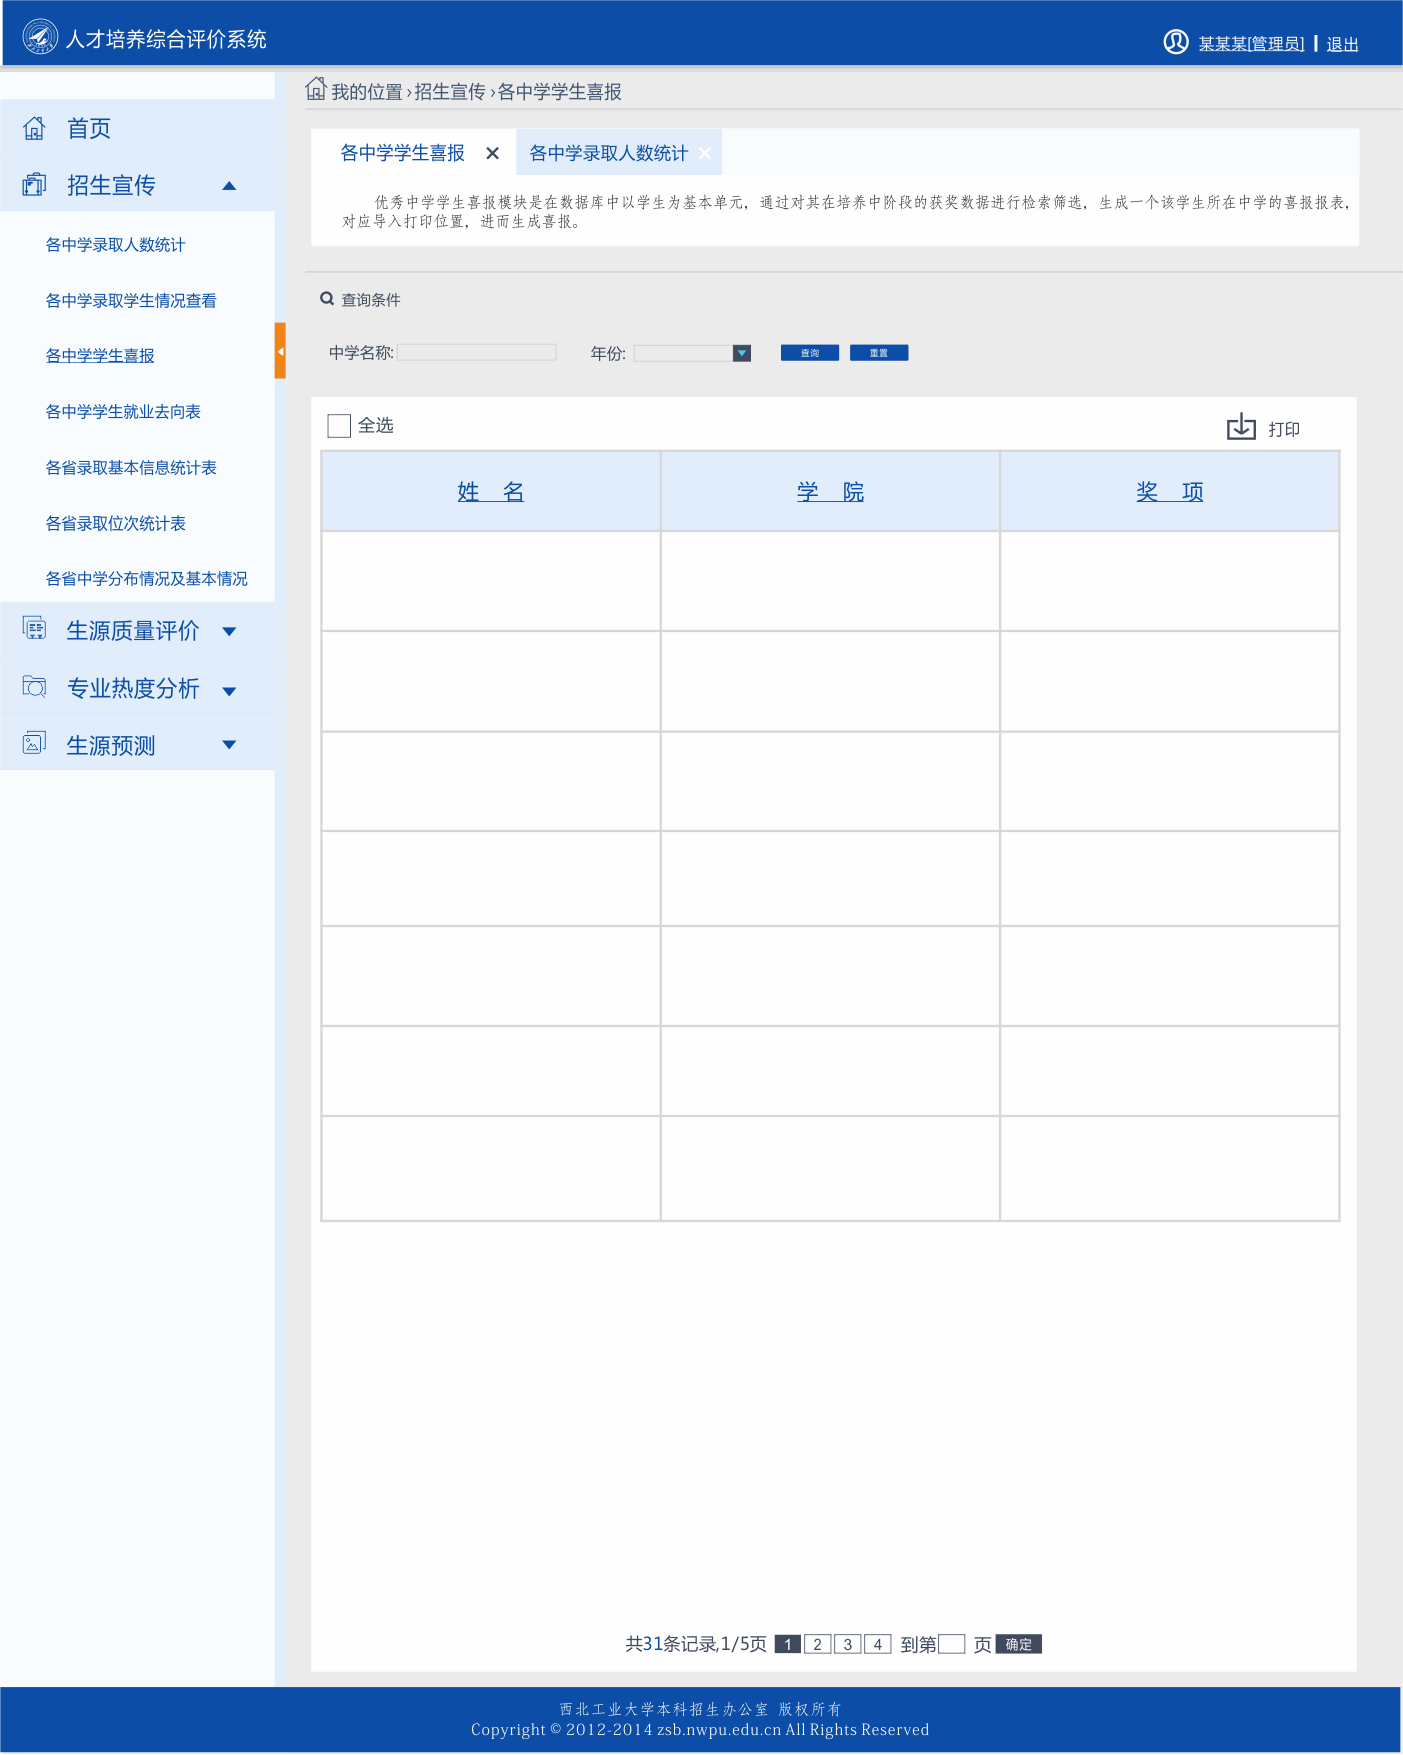 人才培养综合评价系统
某某某[管理员] | 退出
我的位置›招生宣传›各中学学生喜报
首页
招生宣传
各中学录取人数统计
各中学录取学生情况查看
各中学学生喜报
各中学学生就业去向表
各省录取基本信息统计表
各省录取位次统计表
各省中学分布情况及基本情况
生源质量评价
专业热度分析
生源预测
各中学学生喜报 × 各中学录取人数统计 ×
优秀中学学生喜报模块是在数据库中以学生为基本单元，通过对其在培养中阶段的获奖数据进行检索筛选，生成一个该学生所在中学的喜报报表，
对应导入打印位置，进而生成喜报。
查询条件
中学名称: 年份: 查询 重置
全选 打印
姓 名 学 院 奖 项
共31条记录,1/5页 1 2 3 4 到第 页 确定
西北工业大学本科招生办公室 版权所有
Copyright © 2012-2014 zsb.nwpu.edu.cn All Rights Reserved